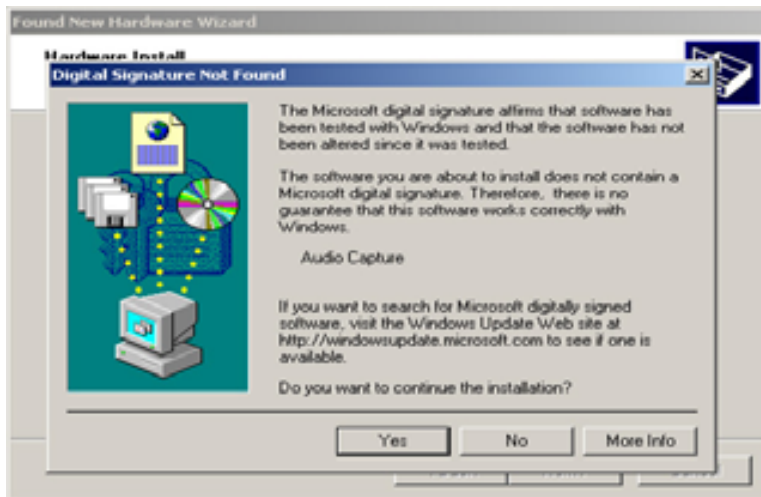 Found New Hardware Wizard
Hardware Install
Digital Signature Not Found
The Microsoft digital signature affirms that software has
been tested with Windows and that the software has not
been altered since it was tested.
The software you are about to install does not contain a
Microsoft digital signature. Therefore, there is no
guarantee that this software works correctly with
Windows.
Audio Capture
If you want to search for Microsoft digitally signed
software, visit the Windows Update Web site at
http://windowsupdate.microsoft.com to see if one is
available.
Do you want to continue the installation?
Yes No More Info